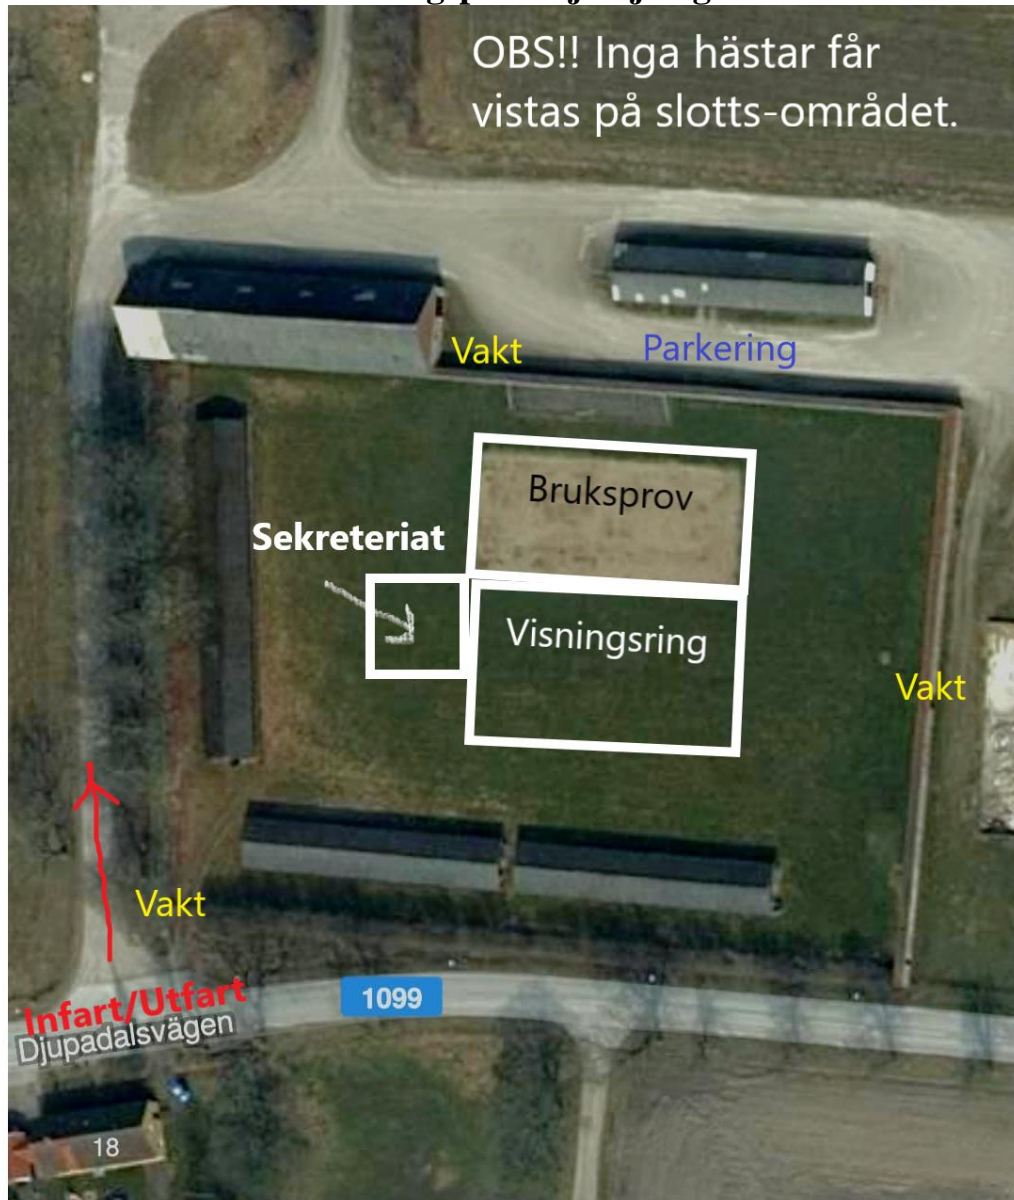 OBS!! Inga hästar får
vistas på slotts-området.
Vakt
Parkering
Bruksprov
Sekreteriat
Visningsring
Vakt
Vakt
Infart/Utfart
1099
Djupadalsvägen
18